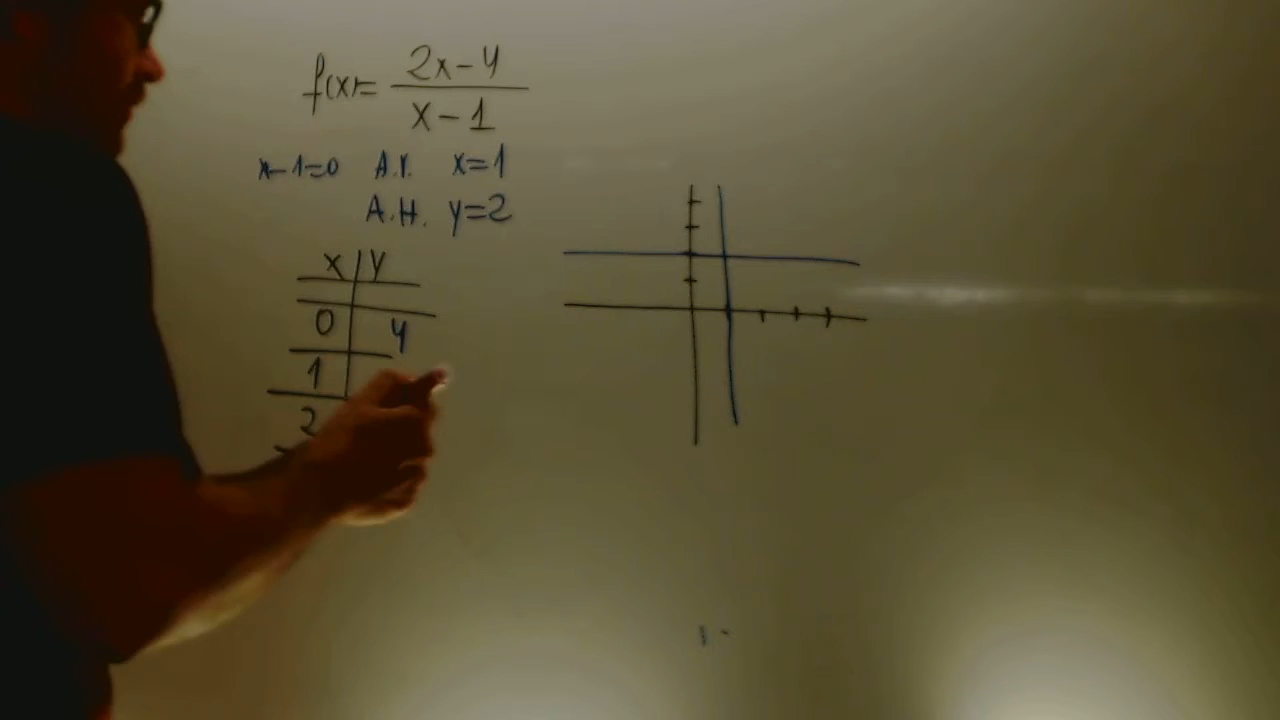 f(x)= 2x-4
x-1
x-1=0 A.V. x=1
A.H. y=2
x y
0 4
1
2